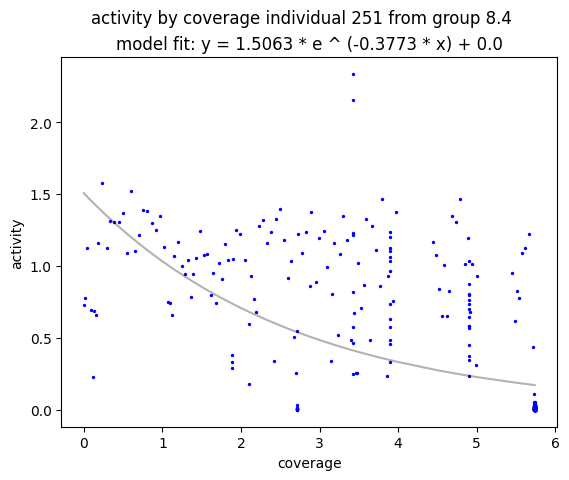 activity by coverage individual 251 from group 8.4
model fit: y = 1.5063 * e ^ (-0.3773 * x) + 0.0
2.0
1.5
1.0
0.5
0.0
activity
0 1 2 3 4 5 6
coverage